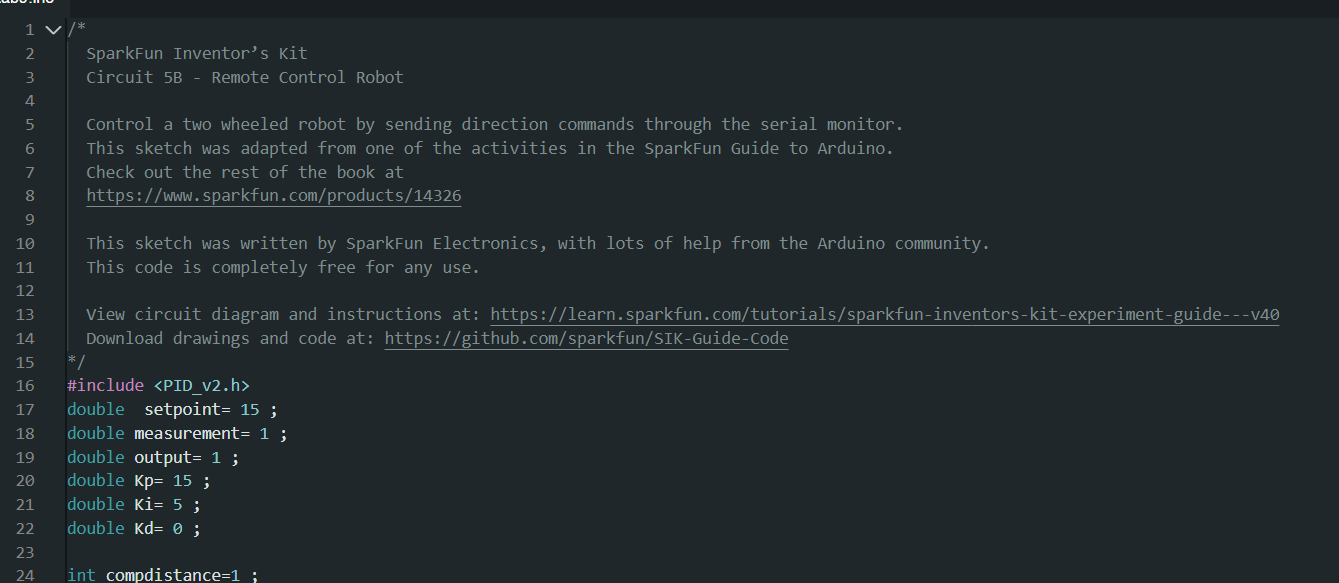 1 /*
2 SparkFun Inventor’s Kit
3 Circuit 5B - Remote Control Robot
4
5 Control a two wheeled robot by sending direction commands through the serial monitor.
6 This sketch was adapted from one of the activities in the SparkFun Guide to Arduino.
7 Check out the rest of the book at
8 https://www.sparkfun.com/products/14326
9
10 This sketch was written by SparkFun Electronics, with lots of help from the Arduino community.
11 This code is completely free for any use.
12
13 View circuit diagram and instructions at: https://learn.sparkfun.com/tutorials/sparkfun-inventors-kit-experiment-guide---v40
14 Download drawings and code at: https://github.com/sparkfun/SIK-Guide-Code
15 */
16 #include <PID_v2.h>
17 double  setpoint= 15 ;
18 double measurement= 1 ;
19 double output= 1 ;
20 double Kp= 15 ;
21 double Ki= 5 ;
22 double Kd= 0 ;
23
24 int compdistance=1 ;